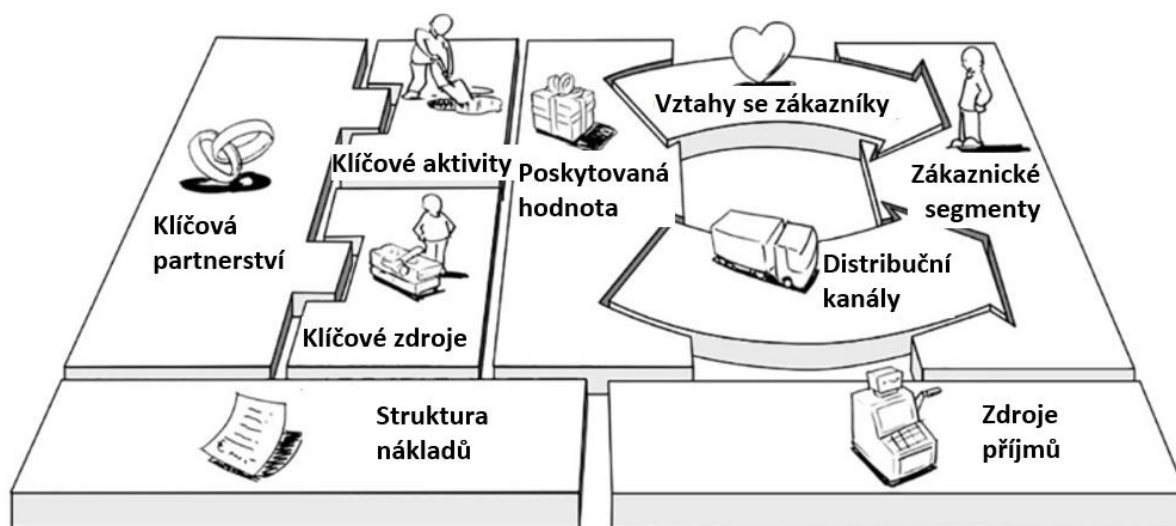 Vztahy se zákazníky
Klíčové aktivity
Poskytovaná
hodnota
Zákaznické
segmenty
Klíčová
partnerství
Distribuční
kanály
Klíčové zdroje
Struktura
nákladů
Zdroje
příjmů